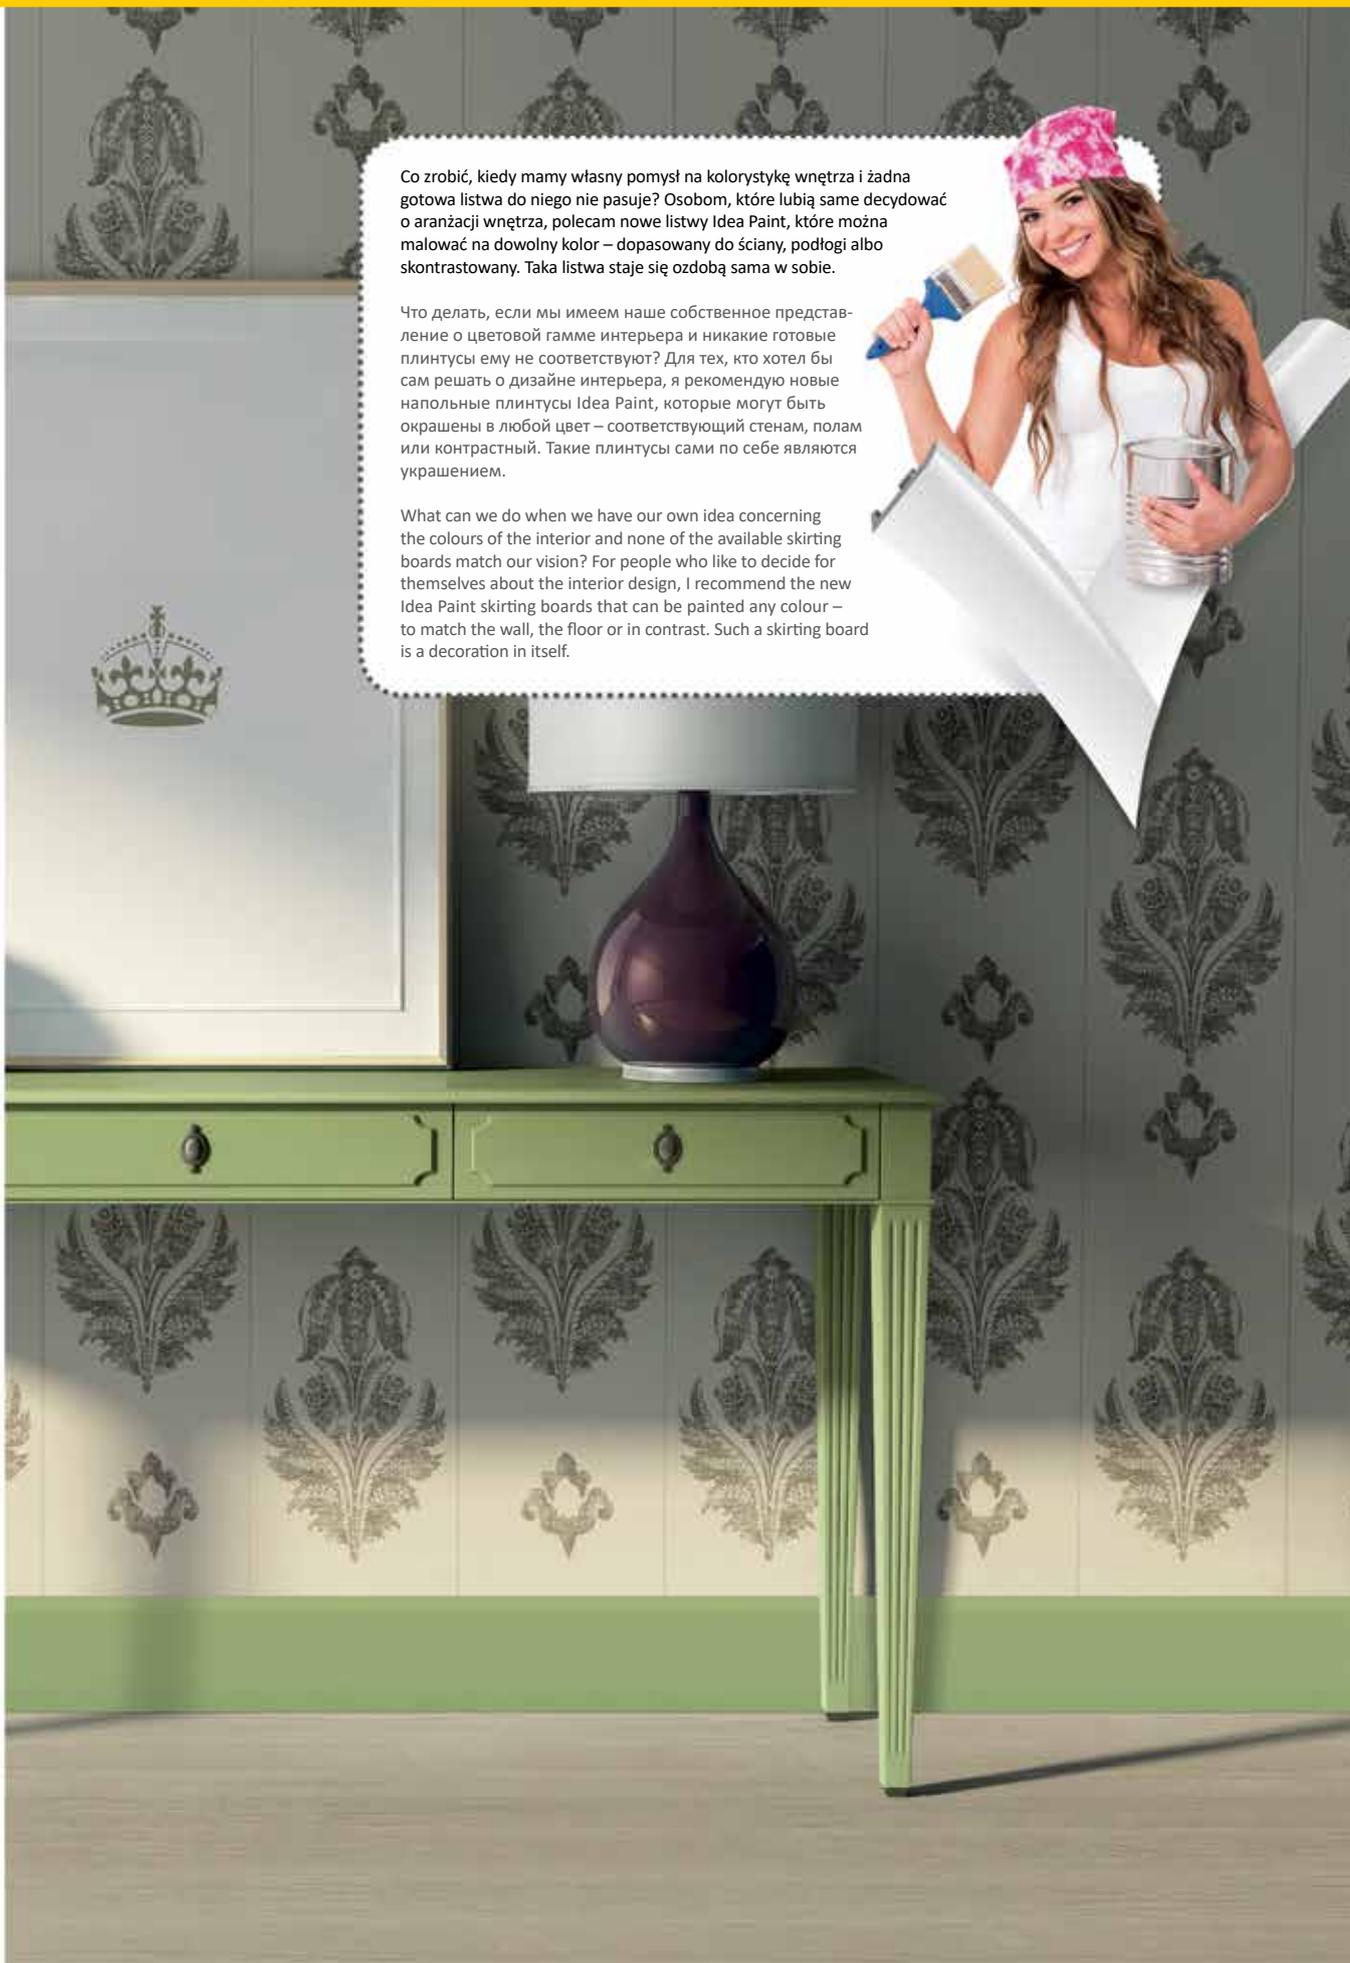 Co zrobić, kiedy mamy własny pomysł na kolorystykę wnętrza i żadna
gotowa listwa do niego nie pasuje? Osobom, które lubią same decydować
o aranżacji wnętrza, polecam nowe listwy Idea Paint, które można
malować na dowolny kolor – dopasowany do ściany, podłogi albo
skontrastowany. Taka listwa staje się ozdobą sama w sobie.
Что делать, если мы имеем наше собственное представ-
ление о цветовой гамме интерьера и никакие готовые
плинтусы ему не соответствуют? Для тех, кто хотел бы
сам решать о дизайне интерьера, я рекомендую новые
напольные плинтусы Idea Paint, которые могут быть
окрашены в любой цвет – соответствующий стенам, полам
или контрастный. Такие плинтусы сами по себе являются
украшением.
What can we do when we have our own idea concerning
the colours of the interior and none of the available skirting
boards match our vision? For people who like to decide for
themselves about the interior design, I recommend the new
Idea Paint skirting boards that can be painted any colour –
to match the wall, the floor or in contrast. Such a skirting board
is a decoration in itself.